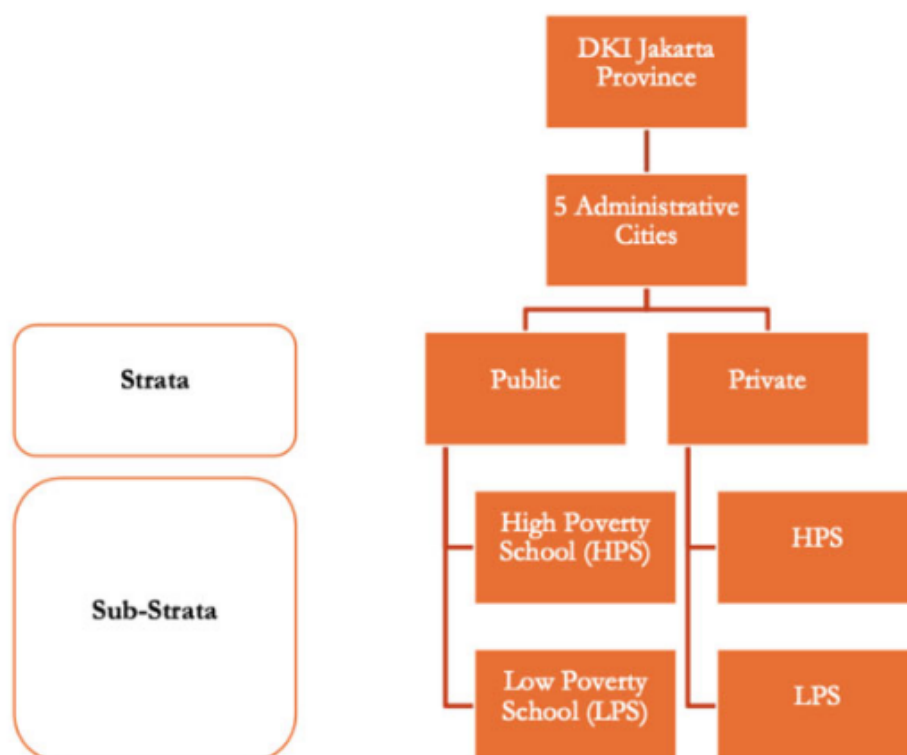 DKI Jakarta
Province
5 Administrative
Cities
Strata
Public
Private
Sub-Strata
High Poverty
School (HPS)
HPS
Low Poverty
School (LPS)
LPS